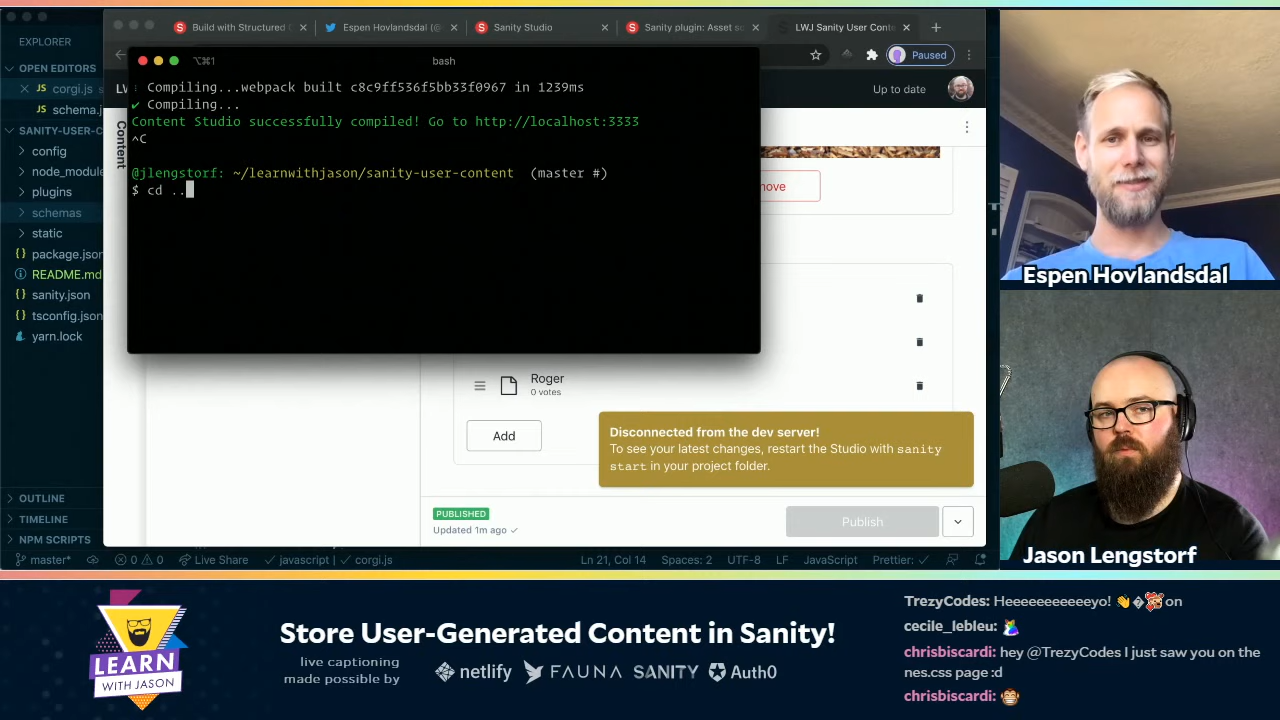 EXPLORER
OPEN EDITORS
corgi.js
schema.j
SANITY-USER-C
config
node_module
plugins
schemas
static
package.json
README.md
sanity.json
tsconfig.json
yarn.lock
OUTLINE
TIMELINE
NPM SCRIPTS
Build with Structured C
Espen Hovlandsdal (@
Sanity Studio
Sanity plugin: Asset so
LWJ Sanity User Conte
Paused
LW
Up to date
Content
⌥⌘1
bash
Compiling...webpack built c8c9ff536f5bb33f0967 in 1239ms
✔ Compiling...
Content Studio successfully compiled! Go to http://localhost:3333
^C
@jlengstorf: ~/learnwithjason/sanity-user-content (master #)
$ cd ..
move
Roger
0 votes
Add
Disconnected from the dev server!
To see your latest changes, restart the Studio with sanity
start in your project folder.
PUBLISHED
Updated 1m ago ✓
Publish
master*
0
0
Live Share
javascript | ✓ corgi.js
Ln 21, Col 14
Spaces: 2
UTF-8
LF
JavaScript
Prettier: ✓
Espen Hovlandsdal
Jason Lengstorf
LEARN
WITH JASON
Store User-Generated Content in Sanity!
live captioning
made possible by
netlify
FAUNA
SANITY
Auth0
TrezyCodes: Heeeeeeeeeeyo! 👋 on
cecile_lebleu:
chrisbiscardi: hey @TrezyCodes I just saw you on the
nes.css page :d
chrisbiscardi: